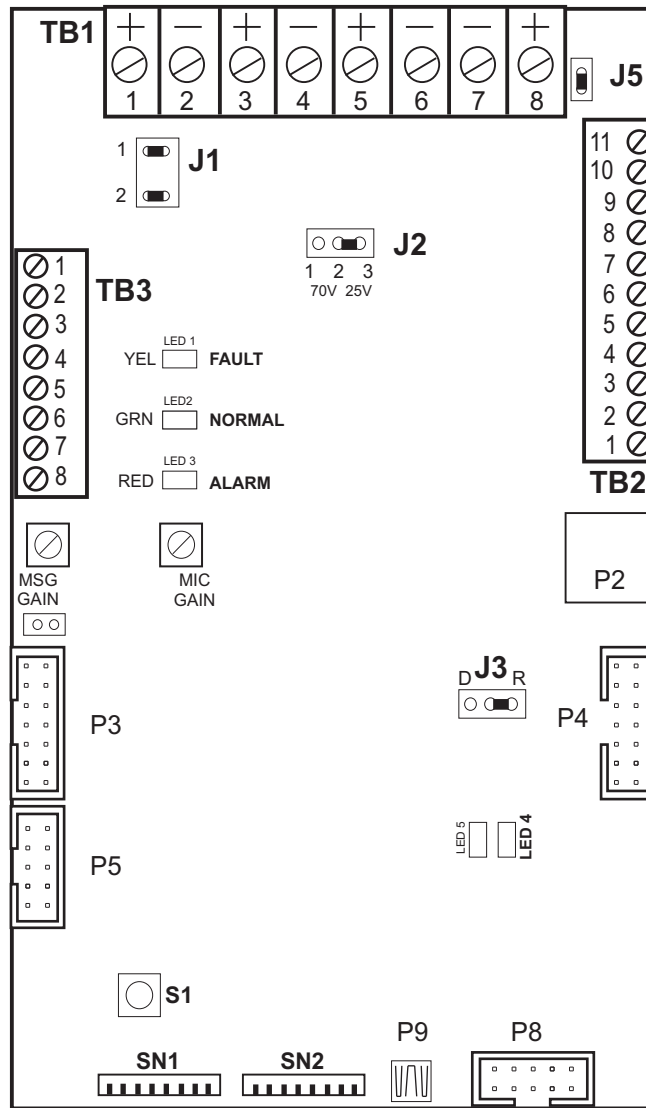 TB1
+ − + − + − − +
1 2 3 4 5 6 7 8
J5
1
2
J1
J2
1 2 3
70V 25V
11
10
9
8
7
6
5
4
3
2
1
TB2
1
2
3
4
5
6
7
8
TB3
LED 1
YEL FAULT
LED2
GRN NORMAL
LED 3
RED ALARM
MSG
GAIN
MIC
GAIN
P2
J3
D R
P3
P4
LED 5
LED 4
P5
S1
SN1
SN2
P9
P8